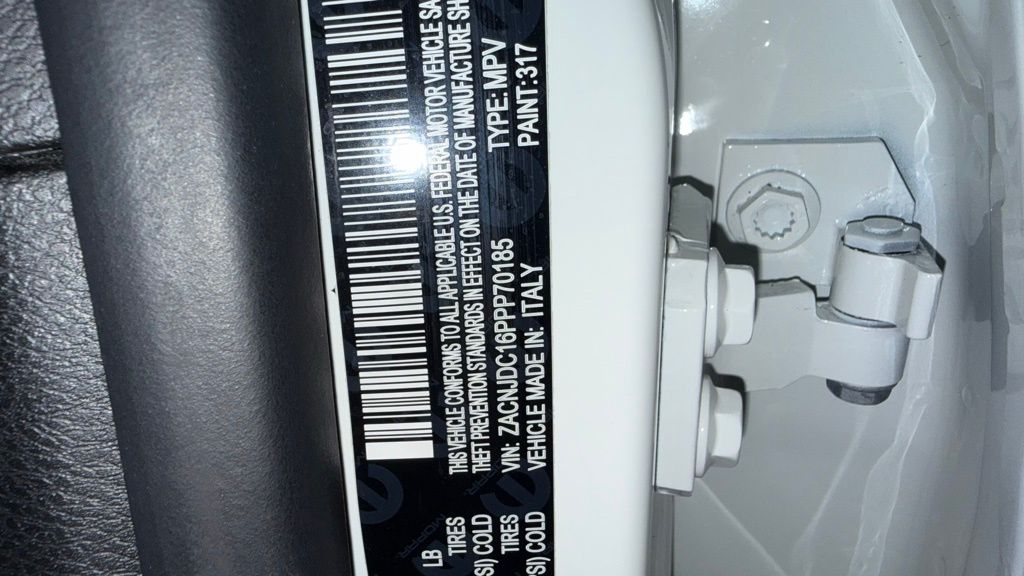 LB
TIRES
SI) COLD
TIRES
PSI) COLD
THIS VEHICLE CONFORMS TO ALL APPLICABLE U.S. FEDERAL MOTOR VEHICLE SA
THEFT PREVENTION STANDARDS IN EFFECT ON THE DATE OF MANUFACTURE SH
VIN: ZACNJDC16PPP70185 TYPE: MPV
VEHICLE MADE IN: ITALY PAINT: 317